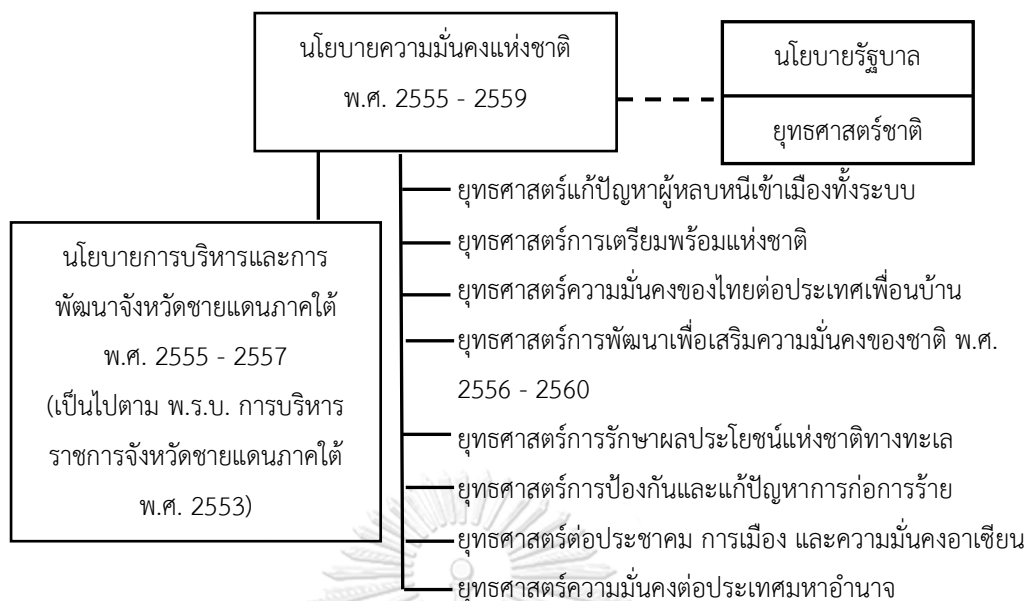 นโยบายความมั่นคงแห่งชาติ
พ.ศ. 2555 - 2559
นโยบายรัฐบาล
ยุทธศาสตร์ชาติ
นโยบายการบริหารและการ
พัฒนาจังหวัดชายแดนภาคใต้
พ.ศ. 2555 - 2557
(เป็นไปตาม พ.ร.บ. การบริหาร
ราชการจังหวัดชายแดนภาคใต้
พ.ศ. 2553)
ยุทธศาสตร์แก้ปัญหาผู้หลบหนีเข้าเมืองทั้งระบบ
ยุทธศาสตร์การเตรียมพร้อมแห่งชาติ
ยุทธศาสตร์ความมั่นคงของไทยต่อประเทศเพื่อนบ้าน
ยุทธศาสตร์การพัฒนาเพื่อเสริมความมั่นคงของชาติ พ.ศ.
2556 - 2560
ยุทธศาสตร์การรักษาผลประโยชน์แห่งชาติทางทะเล
ยุทธศาสตร์การป้องกันและแก้ปัญหาการก่อการร้าย
ยุทธศาสตร์ต่อประชาคม การเมือง และความมั่นคงอาเซียน
ยุทธศาสตร์ความมั่นคงต่อประเทศมหาอำนาจ